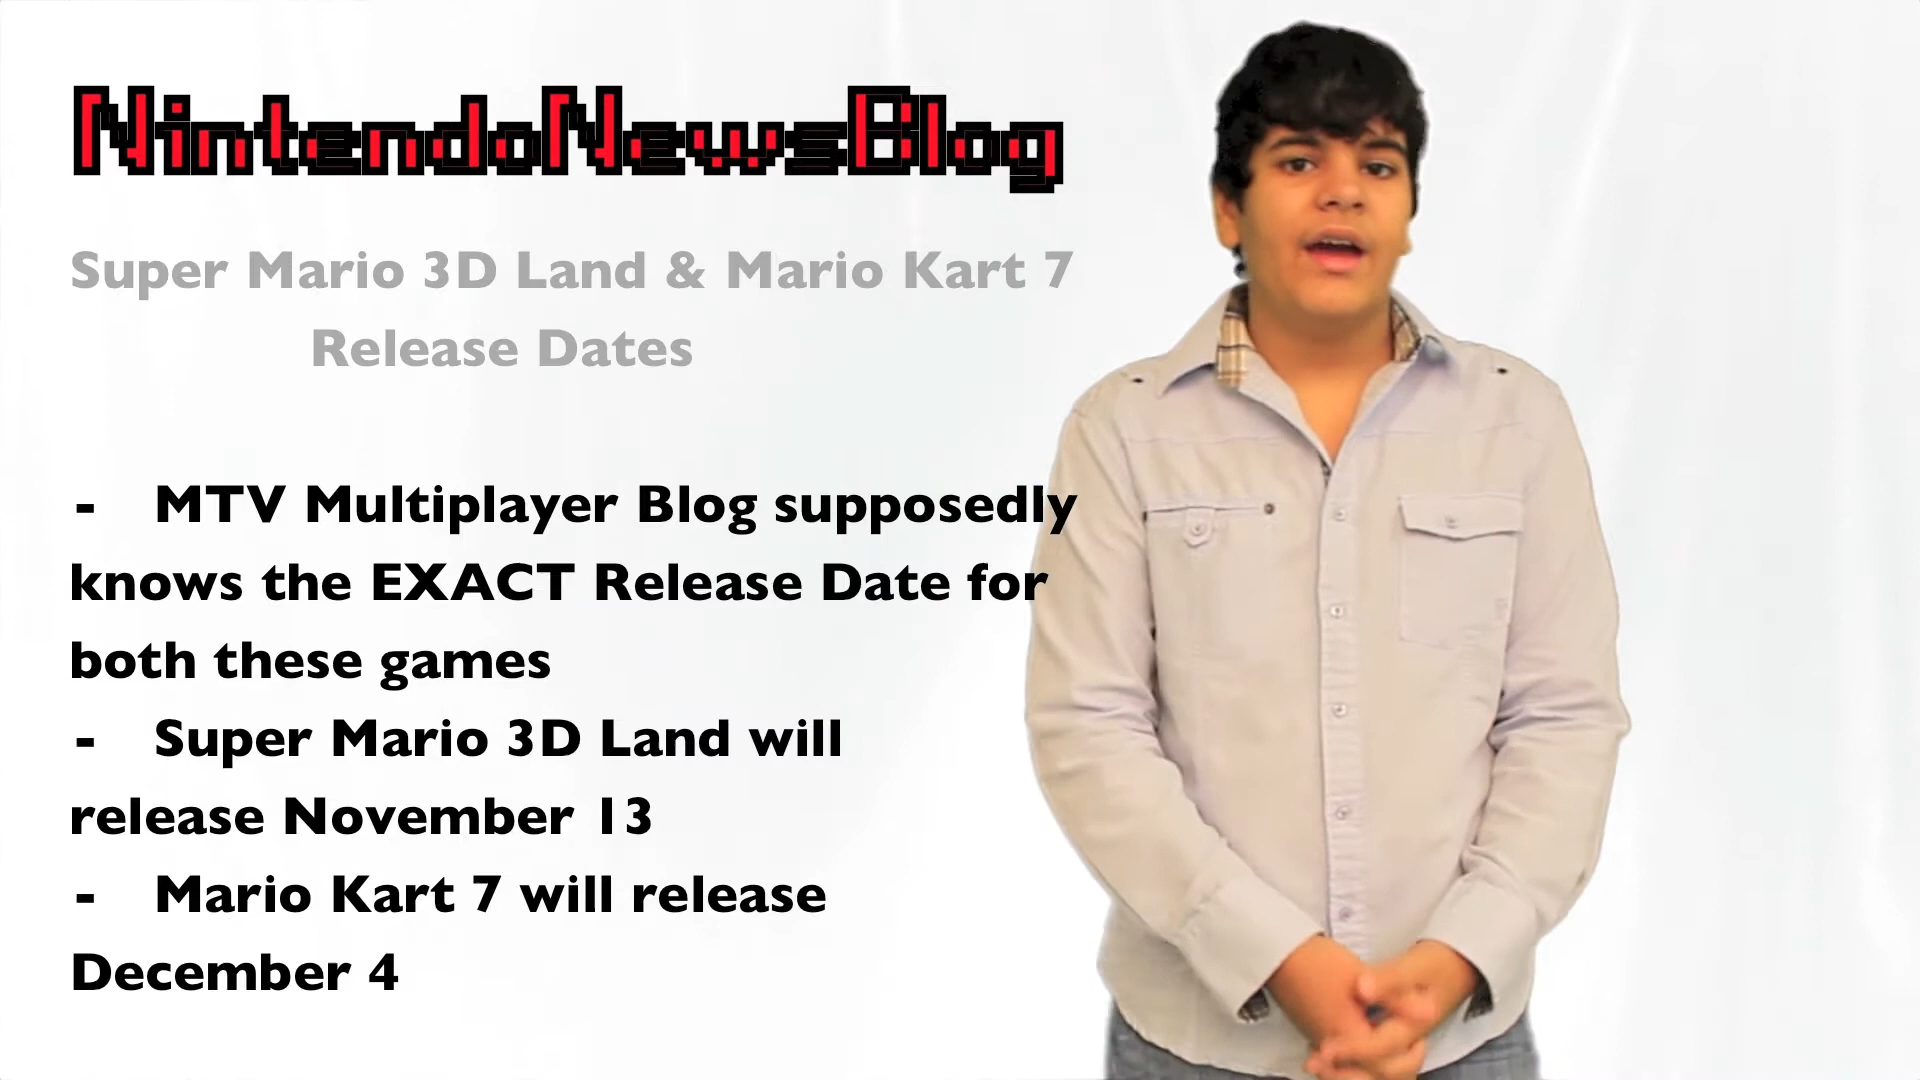 NintendoNewsBlog
Super Mario 3D Land & Mario Kart 7
Release Dates
- MTV Multiplayer Blog supposedly
knows the EXACT Release Date for
both these games
- Super Mario 3D Land will
release November 13
- Mario Kart 7 will release
December 4